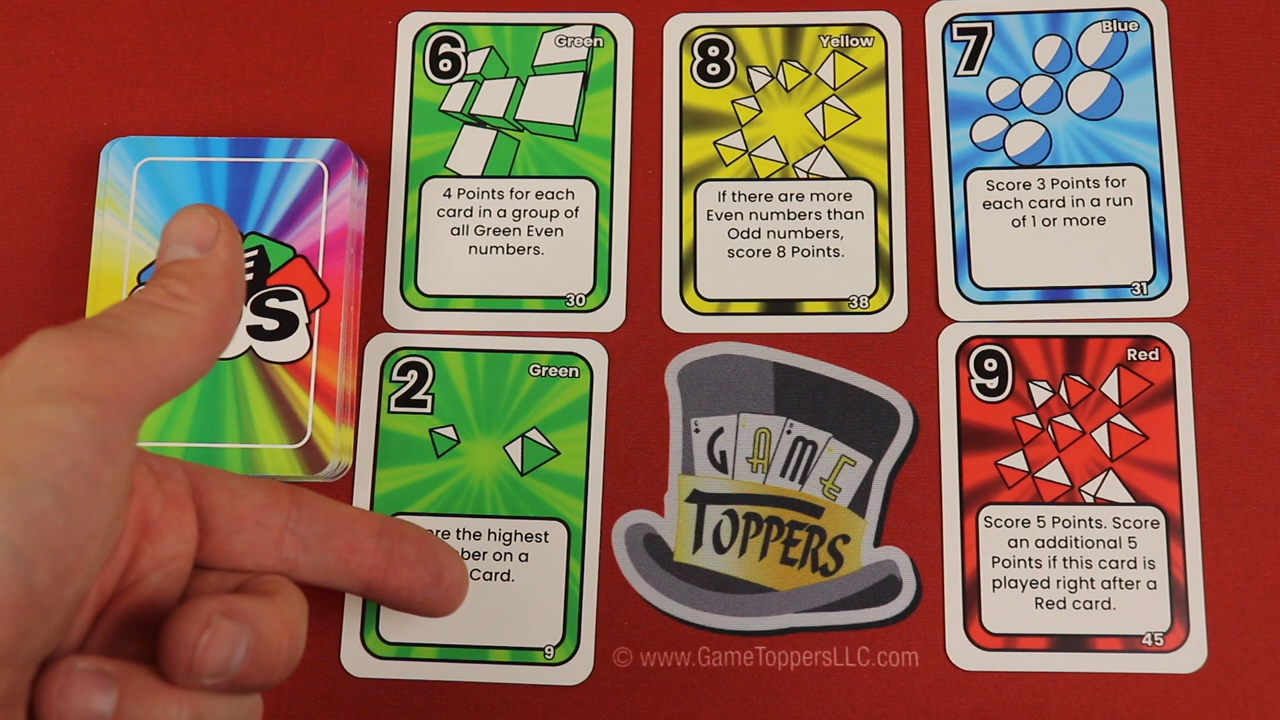 6
Green
4 Points for each
card in a group of
all Green Even
numbers.
30
8
Yellow
If there are more
Even numbers than
Odd numbers,
score 8 Points.
38
7
Blue
Score 3 Points for
each card in a run
of 1 or more
31
2
Green
the highest
on a
Card.
9
GAME
TOPPERS
© www.GameToppersLLC.com
9
Red
Score 5 Points. Score
an additional 5
Points if this card is
played right after a
Red card.
45